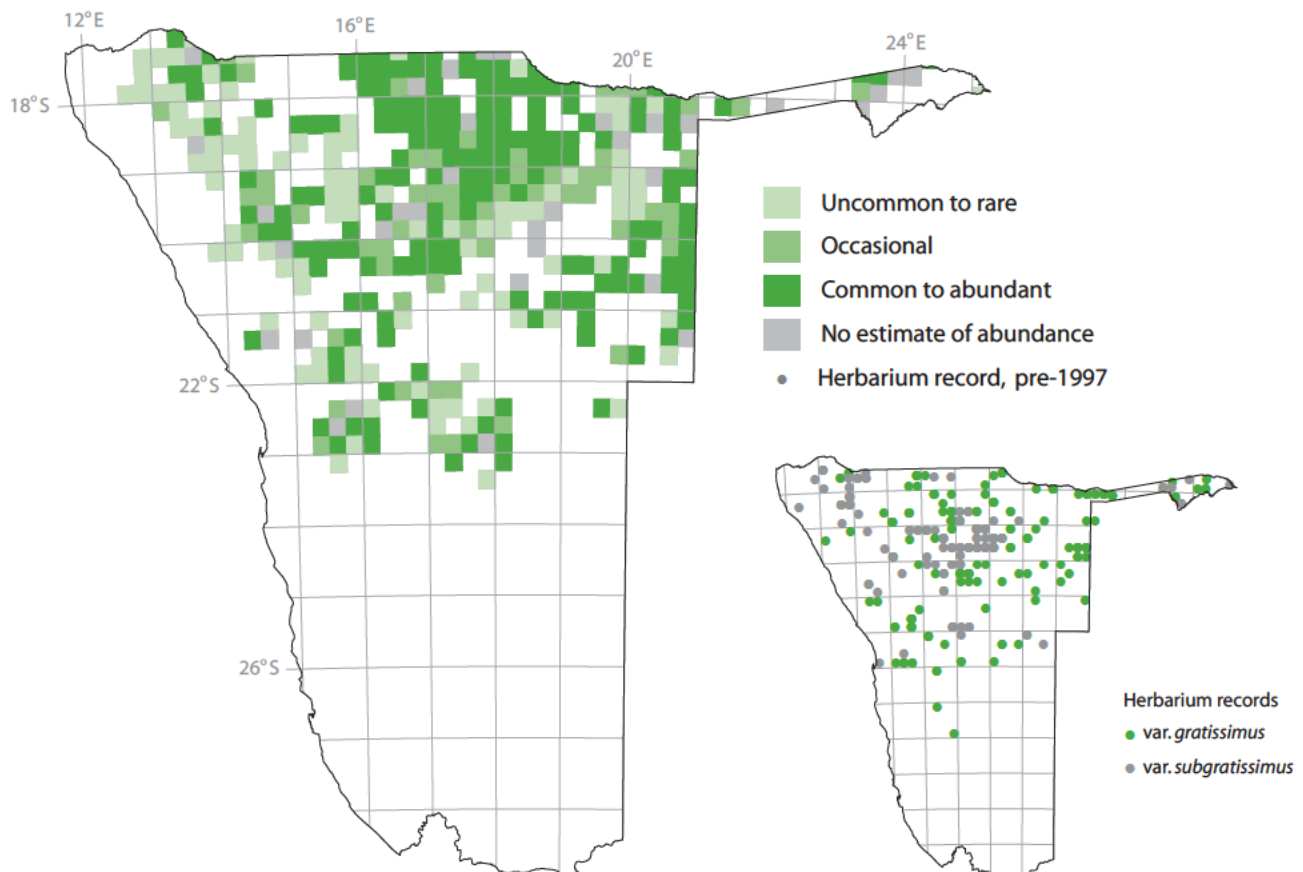 12°E
16°E
20°E
24°E
18°S
22°S
26°S
Uncommon to rare
Occasional
Common to abundant
No estimate of abundance
Herbarium record, pre-1997
Herbarium records
var. gratissimus
var. subgratissimus